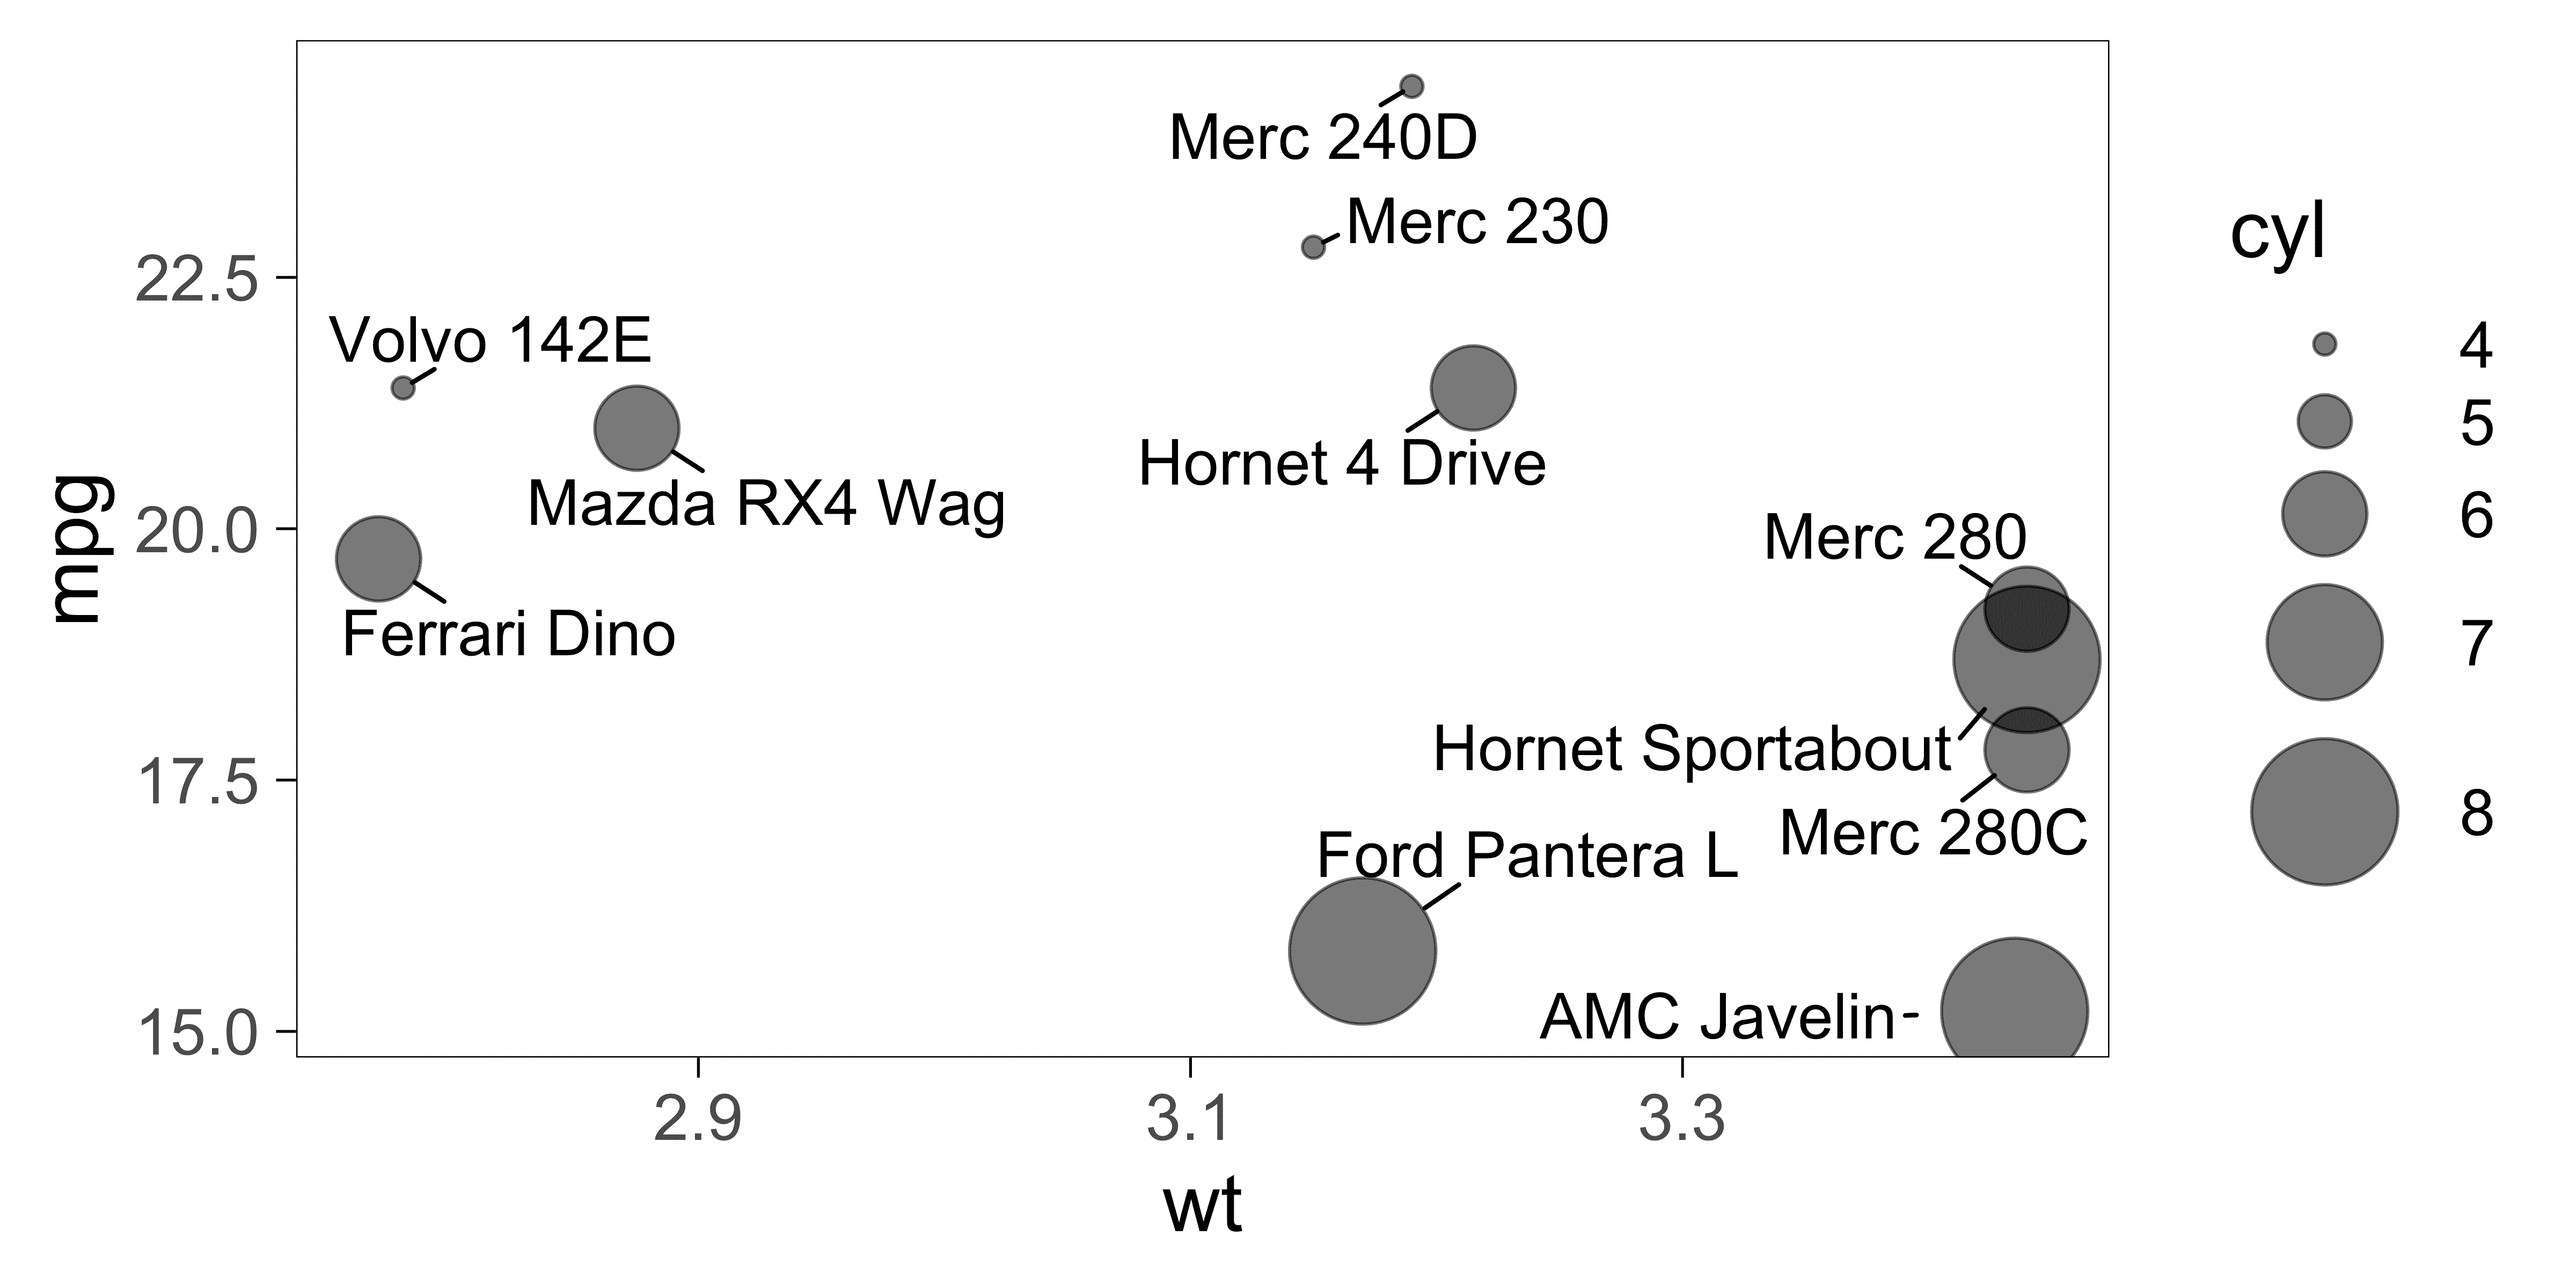 Merc 240D
Merc 230
Volvo 142E
Hornet 4 Drive
Mazda RX4 Wag
Merc 280
Ferrari Dino
Hornet Sportabout
Merc 280C
Ford Pantera L
AMC Javelin
mpg
22.5
20.0
17.5
15.0
2.9
3.1
3.3
wt
cyl
4
5
6
7
8